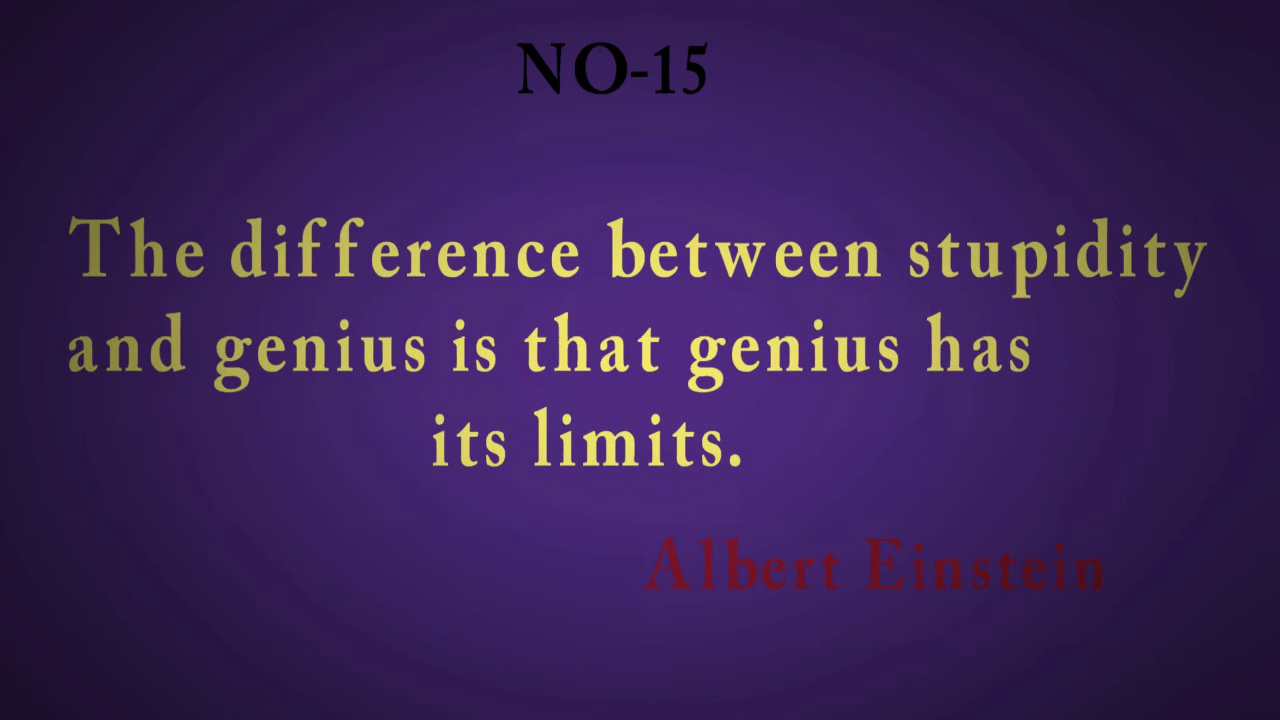 NO-15
The difference between stupidity
and genius is that genius has
its limits.
Albert Einstein